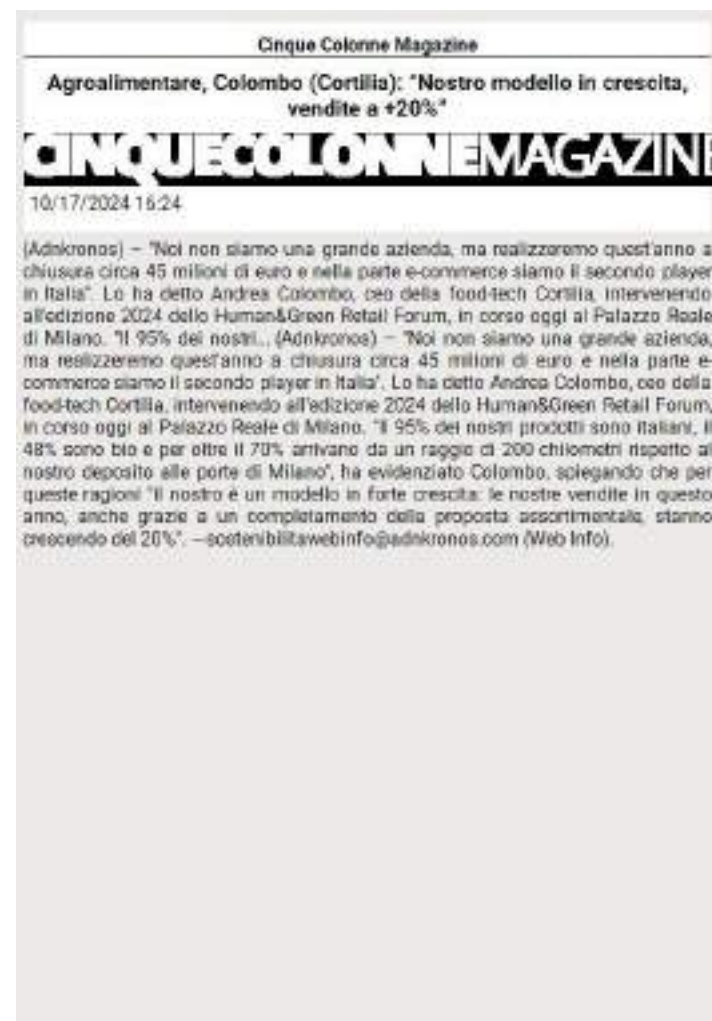 Cinque Colonne Magazine
Agroalimentare, Colombo (Cortilia): "Nostro modello in crescita,
vendite a +20%"
CINQUECOLONNEMAGAZINE
10/17/2024 16:24
(Adnkronos) – "Noi non siamo una grande azienda, ma realizzeremo quest'anno a
chiusura circa 45 milioni di euro e nella parte e-commerce siamo il secondo player
in Italia". Lo ha detto Andrea Colombo, ceo della food-tech Cortilia, intervenendo
all'edizione 2024 dello Human&Green Retail Forum, in corso oggi al Palazzo Reale
di Milano. "Il 95% dei nostri... (Adnkronos) – "Noi non siamo una grande azienda,
ma realizzeremo quest'anno a chiusura circa 45 milioni di euro e nella parte e-
commerce siamo il secondo player in Italia". Lo ha detto Andrea Colombo, ceo della
food-tech Cortilia, intervenendo all'edizione 2024 dello Human&Green Retail Forum,
in corso oggi al Palazzo Reale di Milano. "Il 95% dei nostri prodotti sono italiani, il
48% sono bio e per oltre il 70% arrivano da un raggio di 200 chilometri rispetto al
nostro deposito alle porte di Milano", ha evidenziato Colombo, spiegando che per
queste ragioni "il nostro è un modello in forte crescita: le nostre vendite in questo
anno, anche grazie a un completamento della proposta assortimentale, stanno
crescendo del 20%". —sostenibilitawebinfo@adnkronos.com (Web Info).